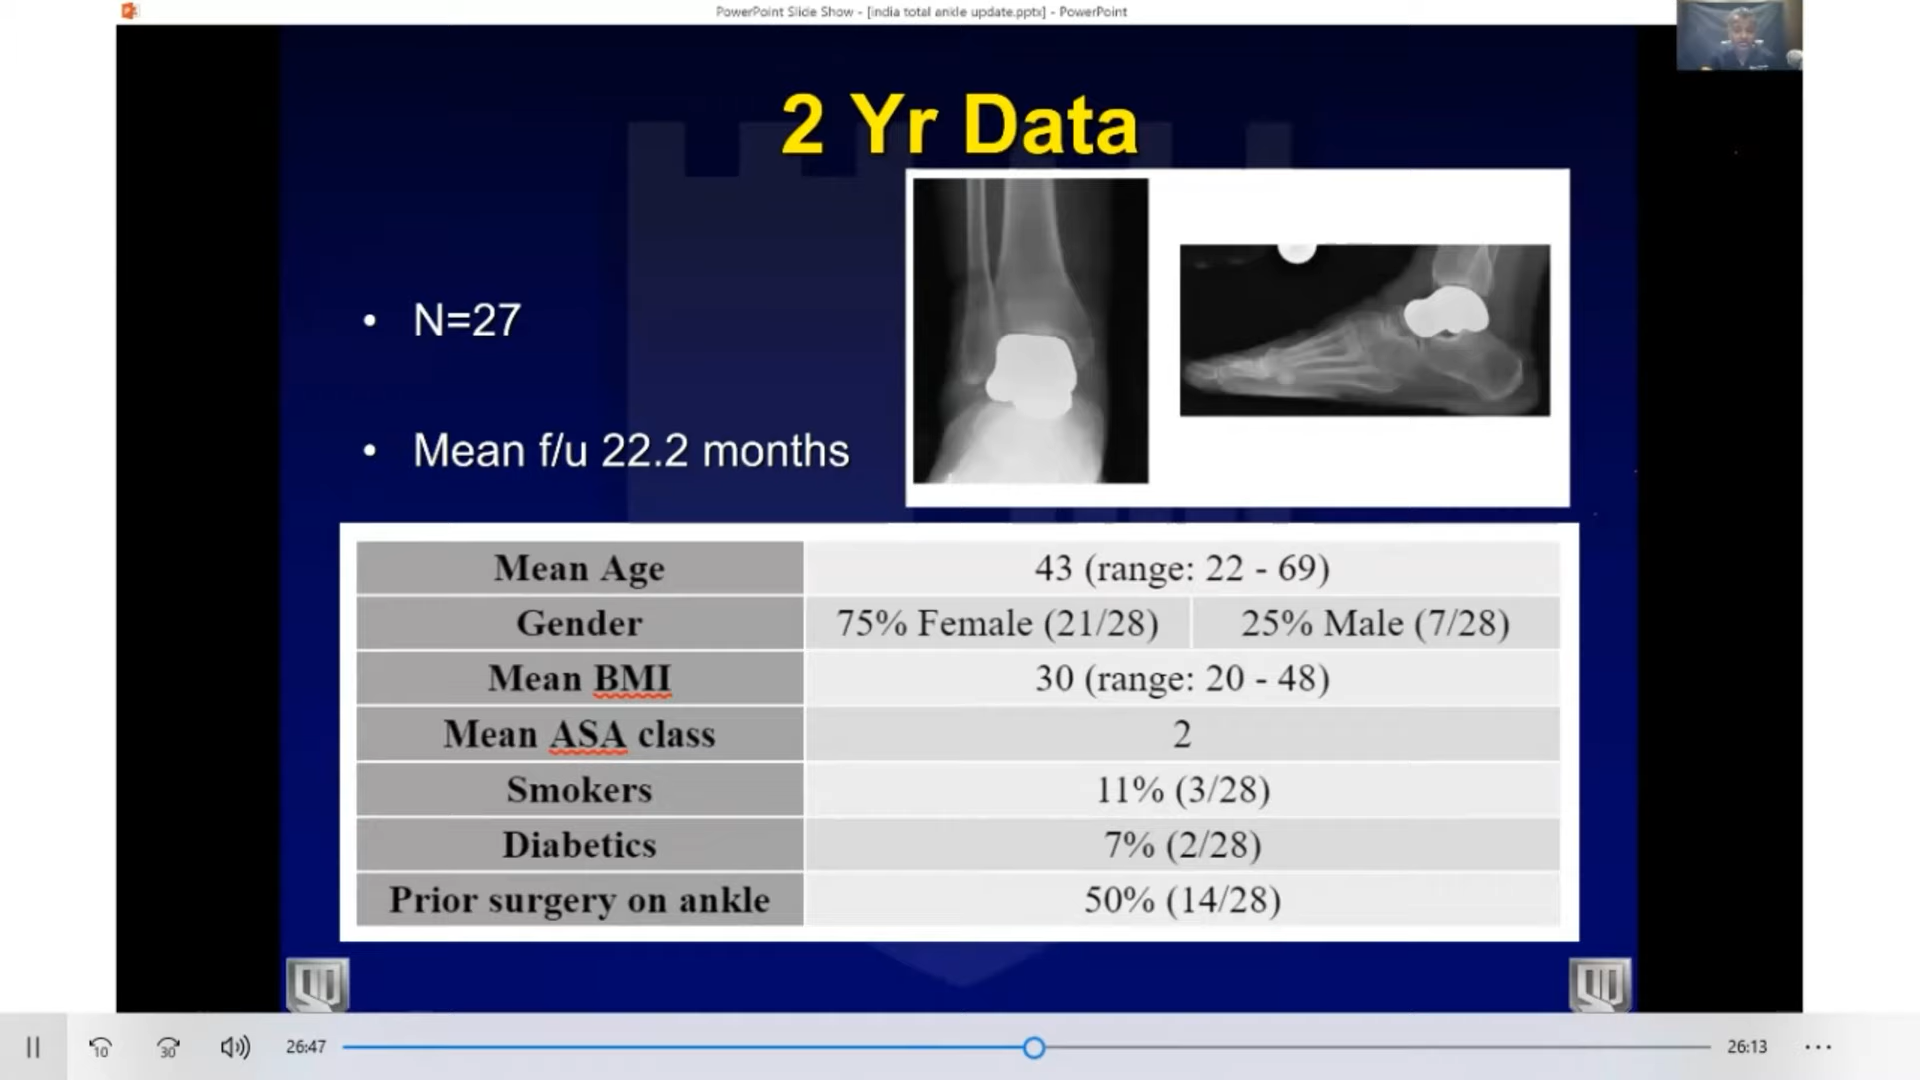 PowerPoint Slide Show - [india total ankle update.pptx] - PowerPoint
2 Yr Data
• N=27
• Mean f/u 22.2 months
Mean Age 43 (range: 22 - 69)
Gender 75% Female (21/28) 25% Male (7/28)
Mean BMI 30 (range: 20 - 48)
Mean ASA class 2
Smokers 11% (3/28)
Diabetics 7% (2/28)
Prior surgery on ankle 50% (14/28)
10 30 26:47 26:13